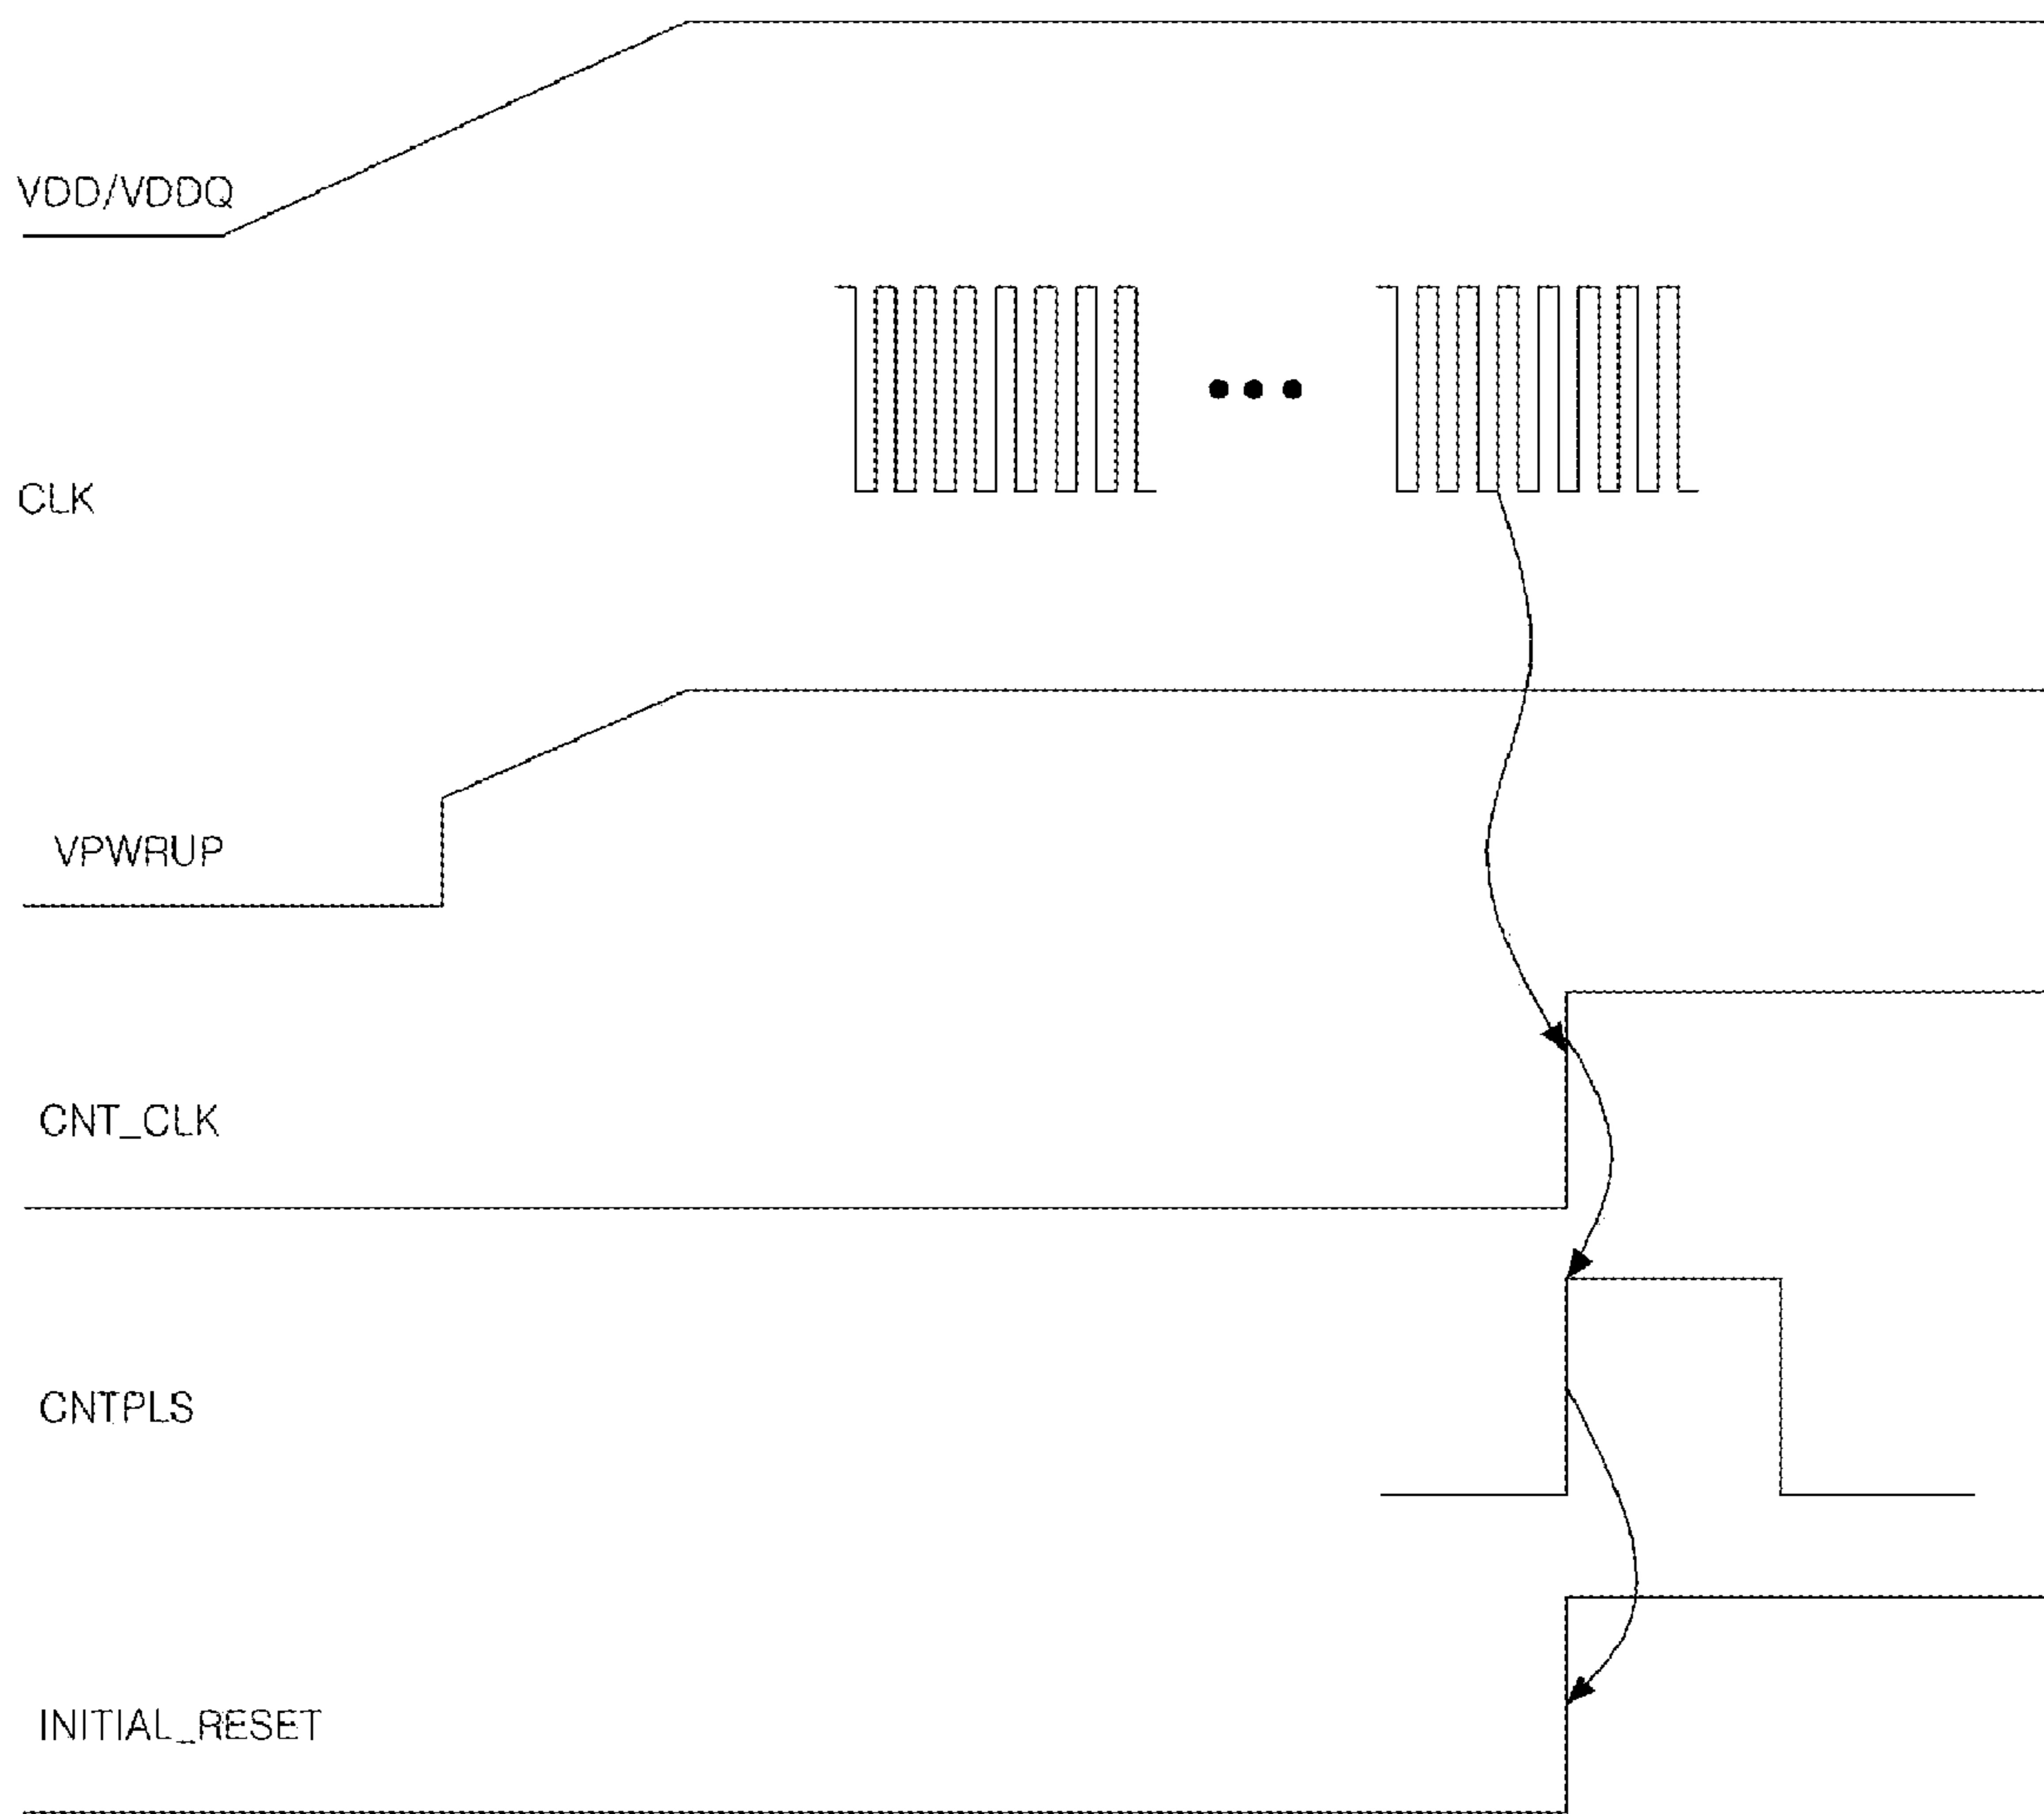 VDD/VDDQ
CLK
VPWRUP
CNT_CLK
CNTPLS
INITIAL_RESET